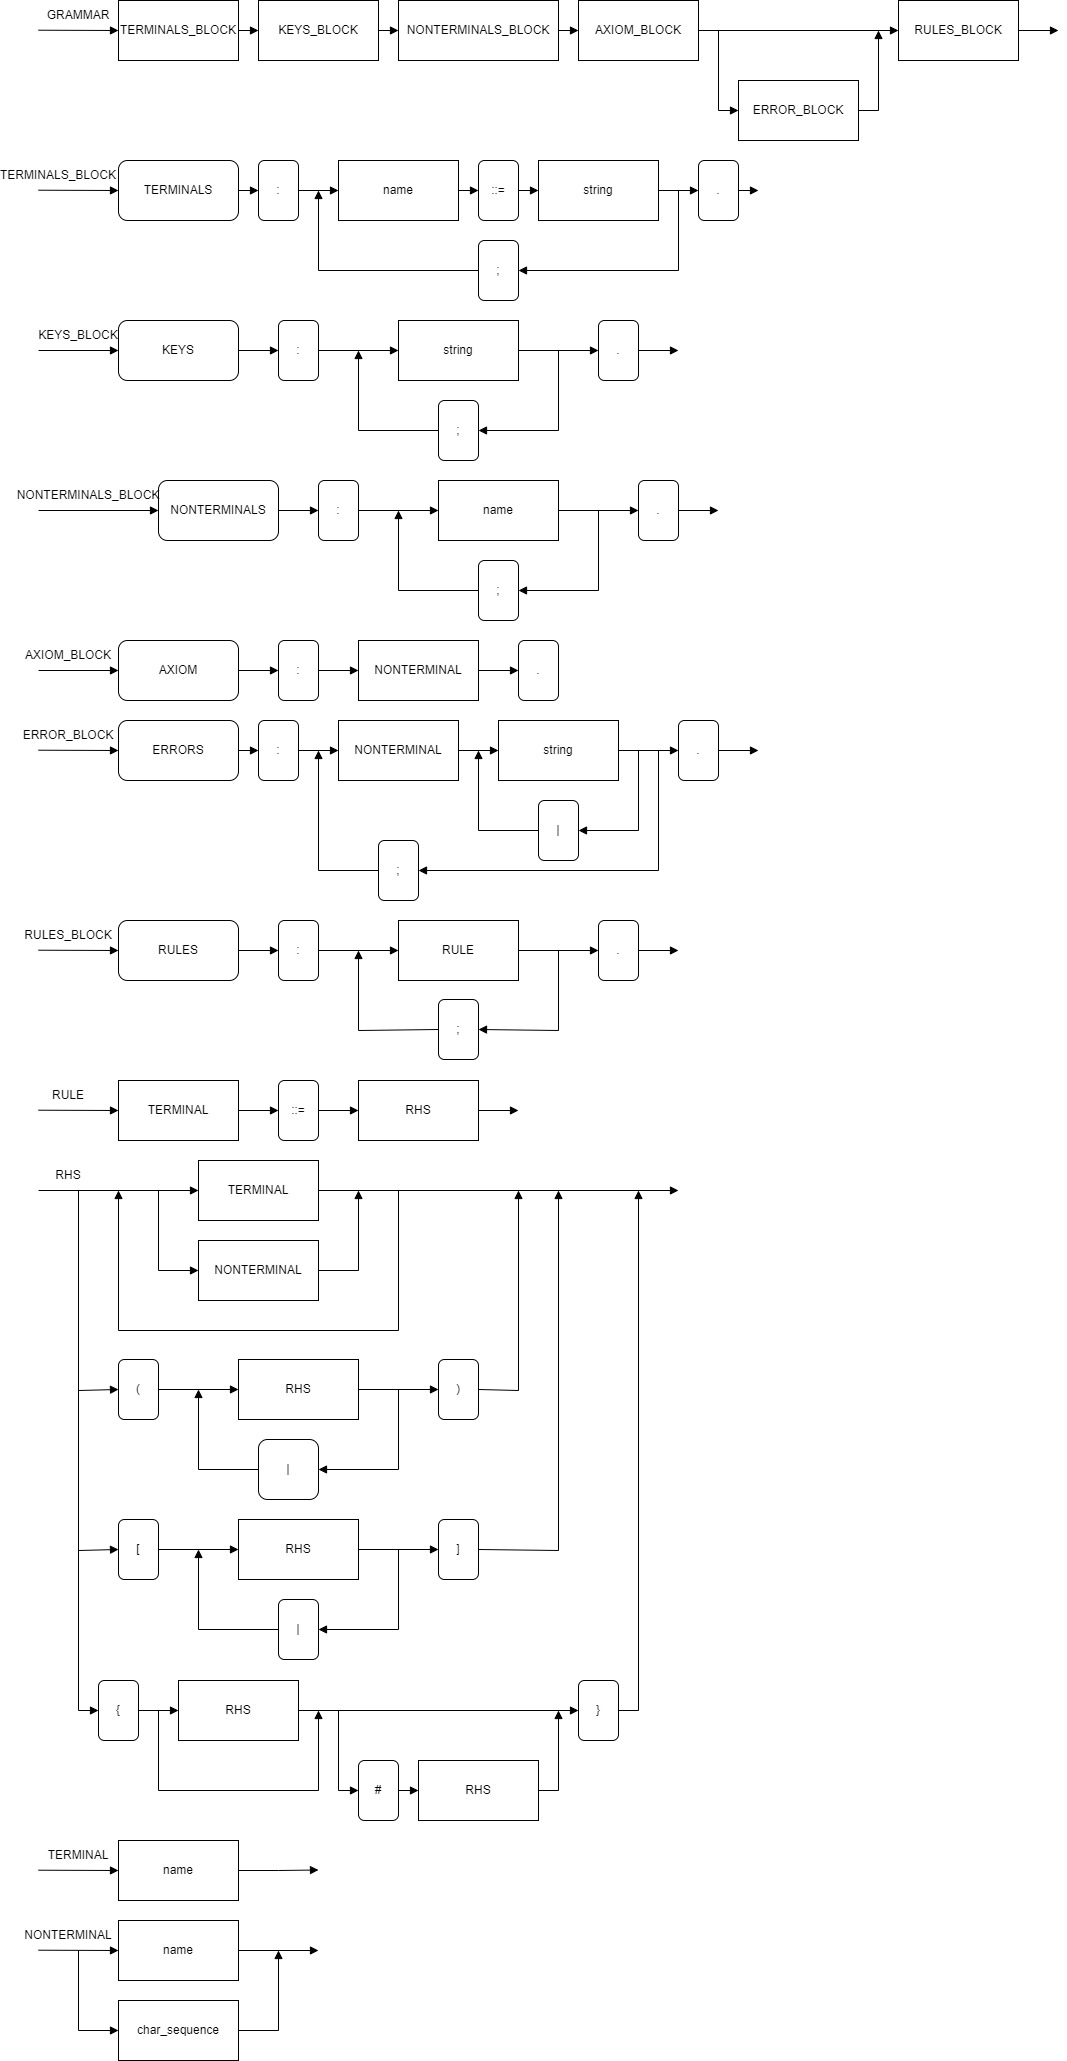 GRAMMAR
TERMINALS_BLOCK KEYS_BLOCK NONTERMINALS_BLOCK AXIOM_BLOCK RULES_BLOCK
ERROR_BLOCK
TERMINALS_BLOCK
TERMINALS : name ::= string .
;
KEYS_BLOCK
KEYS : string .
;
NONTERMINALS_BLOCK
NONTERMINALS : name .
;
AXIOM_BLOCK
AXIOM : NONTERMINAL .
ERROR_BLOCK
ERRORS : NONTERMINAL string .
|
;
RULES_BLOCK
RULES : RULE .
;
RULE
TERMINAL ::= RHS
RHS
TERMINAL
NONTERMINAL
( RHS )
|
[ RHS ]
|
{ RHS }
# RHS
TERMINAL
name
NONTERMINAL
name
char_sequence